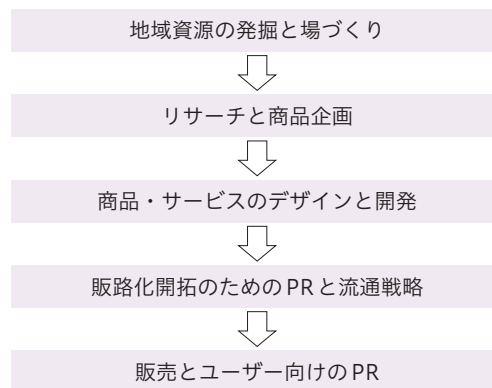 地域資源の発掘と場づくり
リサーチと商品企画
商品・サービスのデザインと開発
販路化開拓のためのPRと流通戦略
販売とユーザー向けのPR